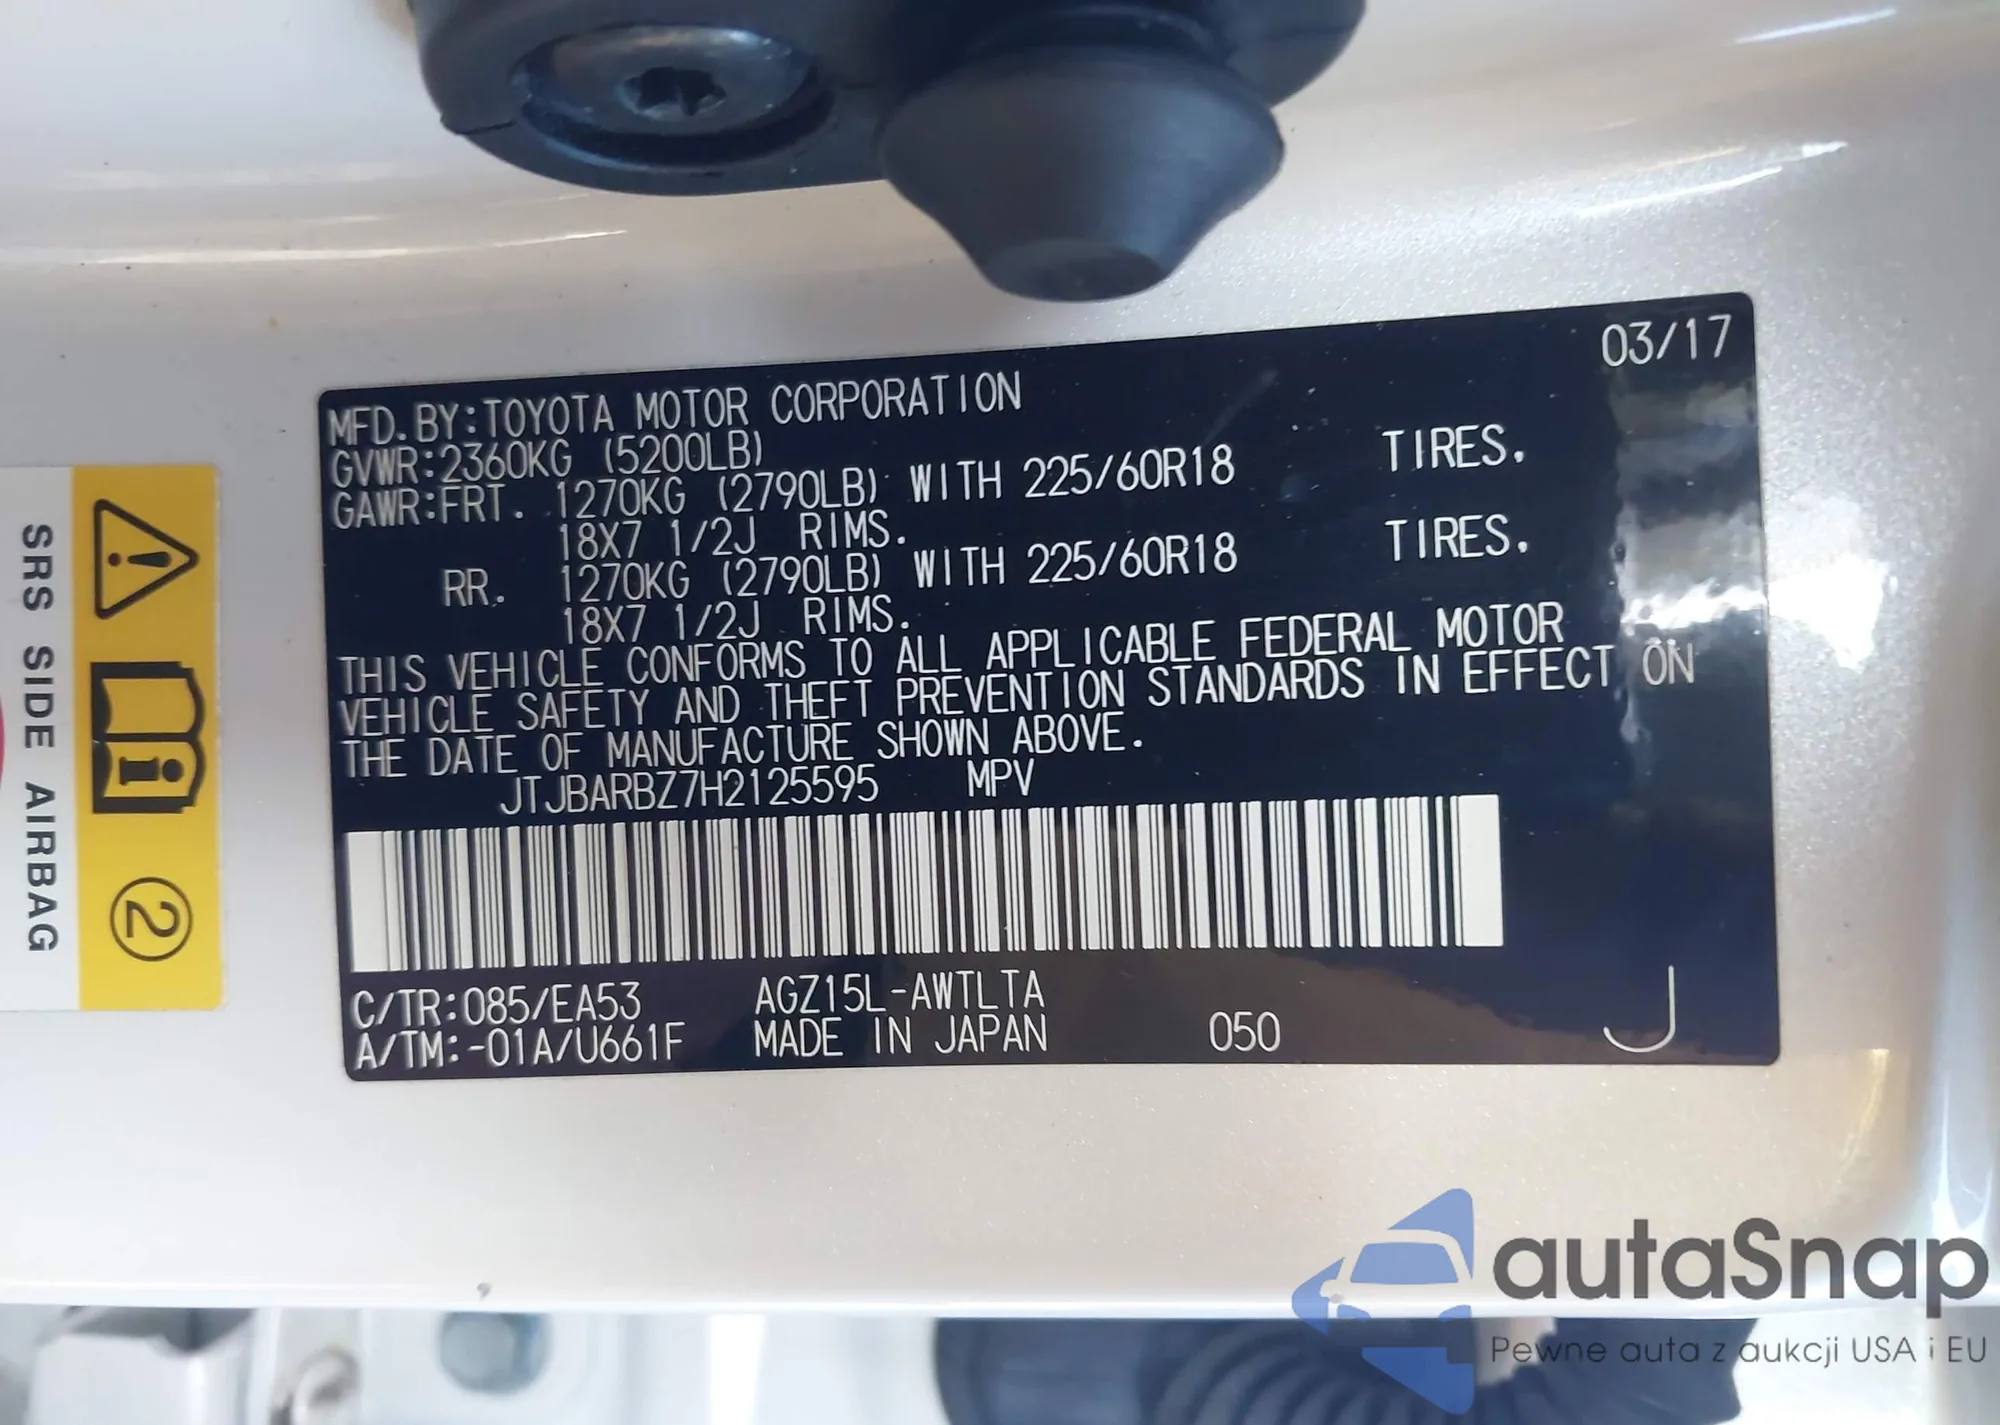 03/17
MFD.BY:TOYOTA MOTOR CORPORATION
GVWR:2360KG (5200LB)
GAWR:FRT. 1270KG (2790LB) WITH 225/60R18 TIRES.
18X7 1/2J RIMS.
RR. 1270KG (2790LB) WITH 225/60R18 TIRES.
18X7 1/2J RIMS.
THIS VEHICLE CONFORMS TO ALL APPLICABLE FEDERAL MOTOR
VEHICLE SAFETY AND THEFT PREVENTION STANDARDS IN EFFECT ON
THE DATE OF MANUFACTURE SHOWN ABOVE.
JTJBARBZ7H2125595 MPV
C/TR:085/EA53 AGZ15L-AWTLTA
A/TM:-01A/U661F MADE IN JAPAN 050 J
SRS SIDE AIRBAG
2
autaSnap
Pewne auta z aukcji USA i EU